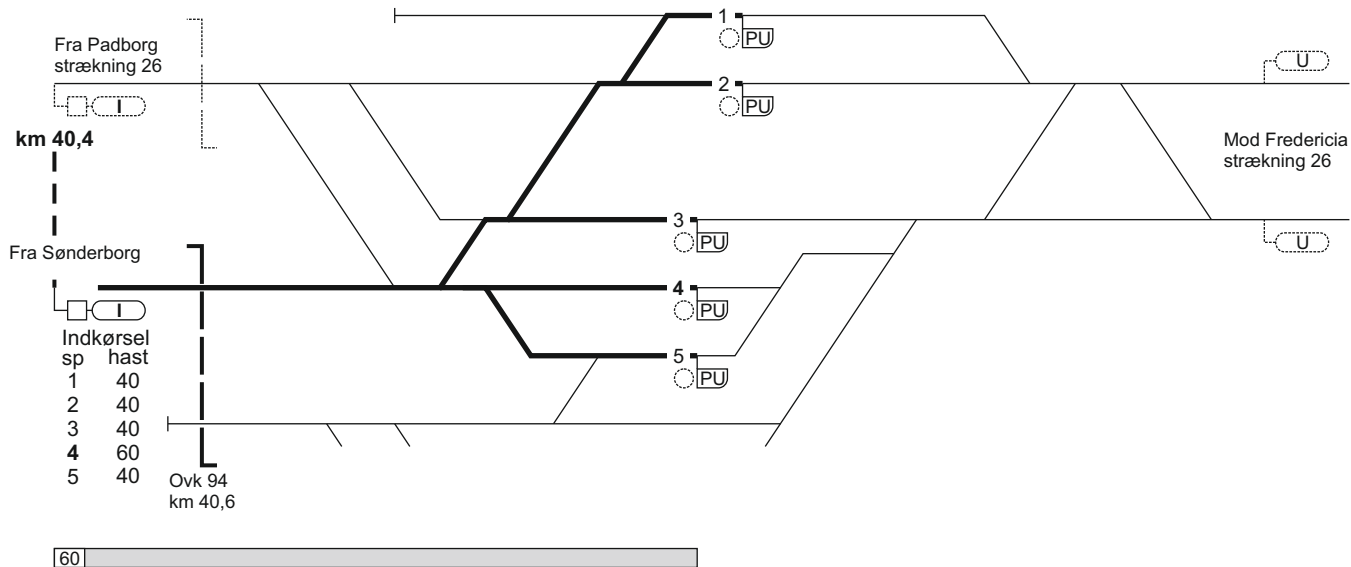 1
PU
Fra Padborg
strækning 26
U
2
I
PU
km 40,4
Mod Fredericia
strækning 26
3
PU
U
Fra Sønderborg
4
I
PU
Indkørsel
sp hast
5
1 40
PU
2 40
3 40
4 60
5 40
Ovk 94
km 40,6
60